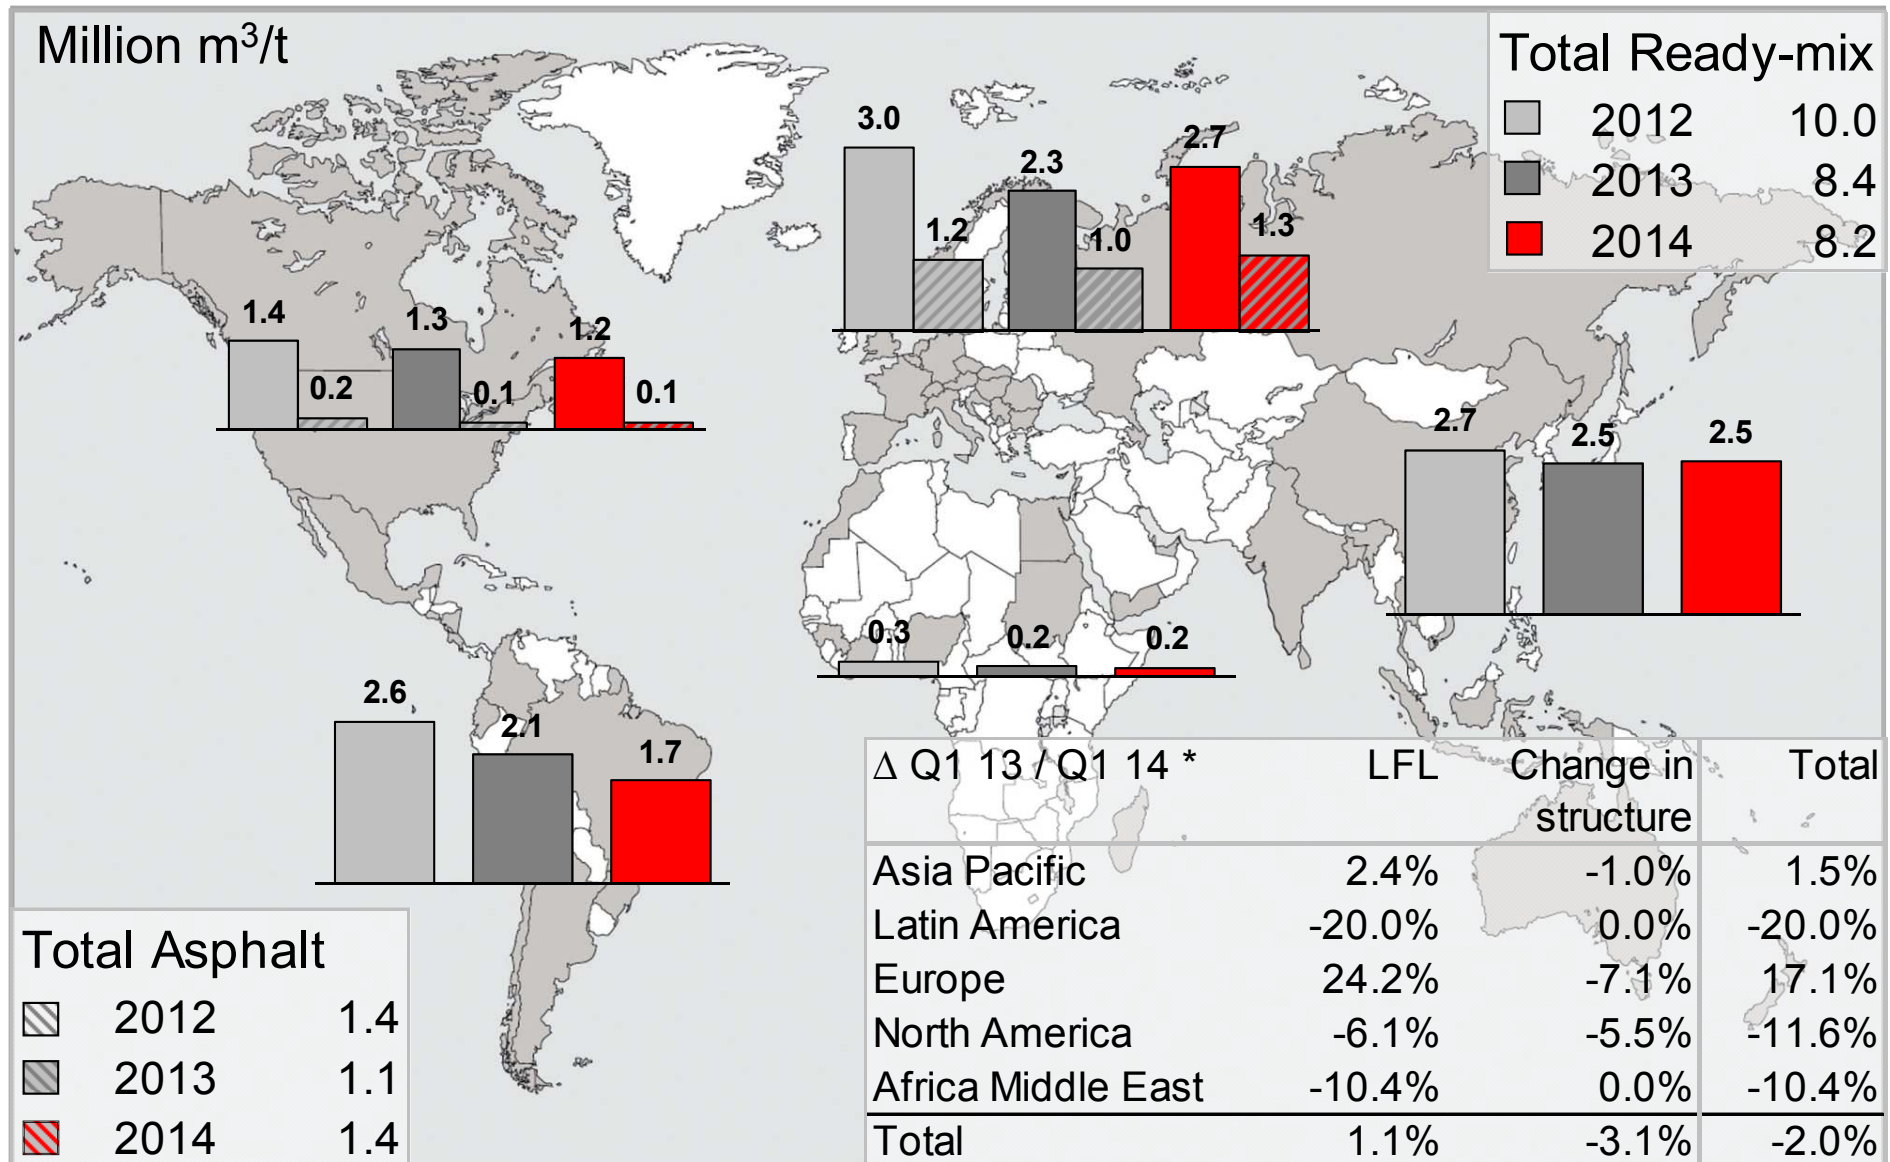 Million m³/t
Total Ready-mix
2012 10.0
2013 8.4
2014 8.2
3.0
1.2
2.3
1.0
2.7
1.3
1.4
0.2
1.3
0.1
1.2
0.1
2.7
2.5
2.5
0.3
0.2
0.2
2.6
2.1
1.7
Δ Q1 13 / Q1 14 * LFL Change in structure Total
Asia Pacific 2.4% -1.0% 1.5%
Latin America -20.0% 0.0% -20.0%
Europe 24.2% -7.1% 17.1%
North America -6.1% -5.5% -11.6%
Africa Middle East -10.4% 0.0% -10.4%
Total 1.1% -3.1% -2.0%
Total Asphalt
2012 1.4
2013 1.1
2014 1.4